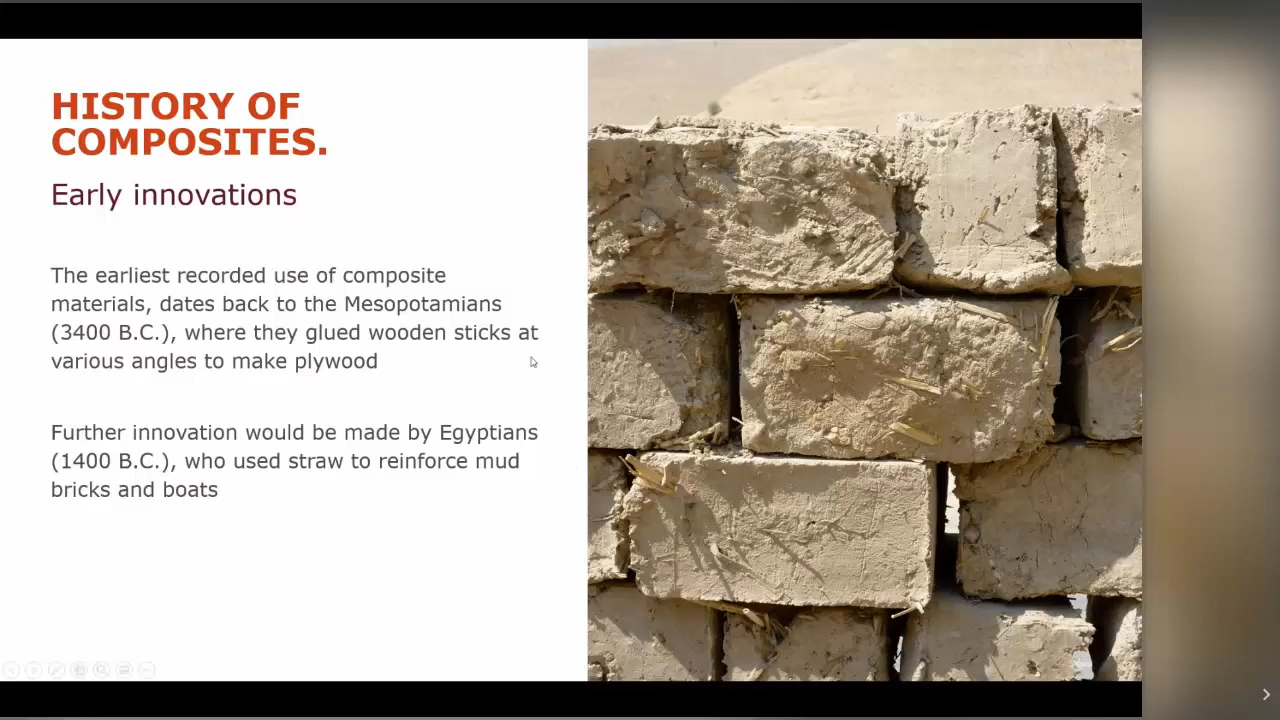 HISTORY OF
COMPOSITES.
Early innovations
The earliest recorded use of composite
materials, dates back to the Mesopotamians
(3400 B.C.), where they glued wooden sticks at
various angles to make plywood
Further innovation would be made by Egyptians
(1400 B.C.), who used straw to reinforce mud
bricks and boats